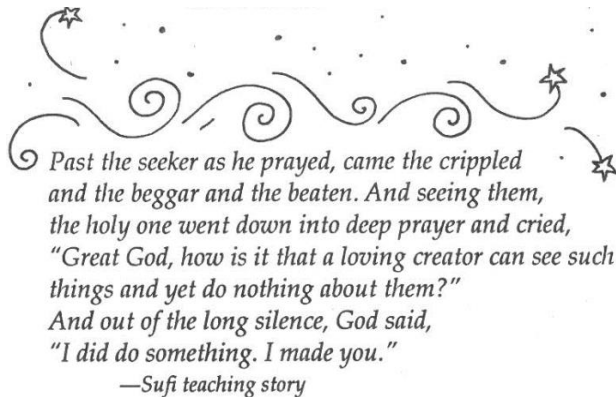 Past the seeker as he prayed, came the crippled
and the beggar and the beaten. And seeing them,
the holy one went down into deep prayer and cried,
“Great God, how is it that a loving creator can see such
things and yet do nothing about them?”
And out of the long silence, God said,
“I did do something. I made you.”
—Sufi teaching story